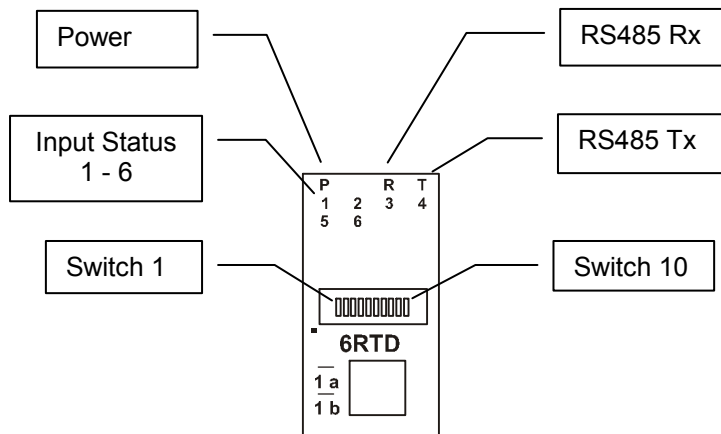 Power
RS485 Rx
Input Status
1 - 6
RS485 Tx
P R T
1 2 3 4
5 6
Switch 1
Switch 10
6RTD
1 a
1 b